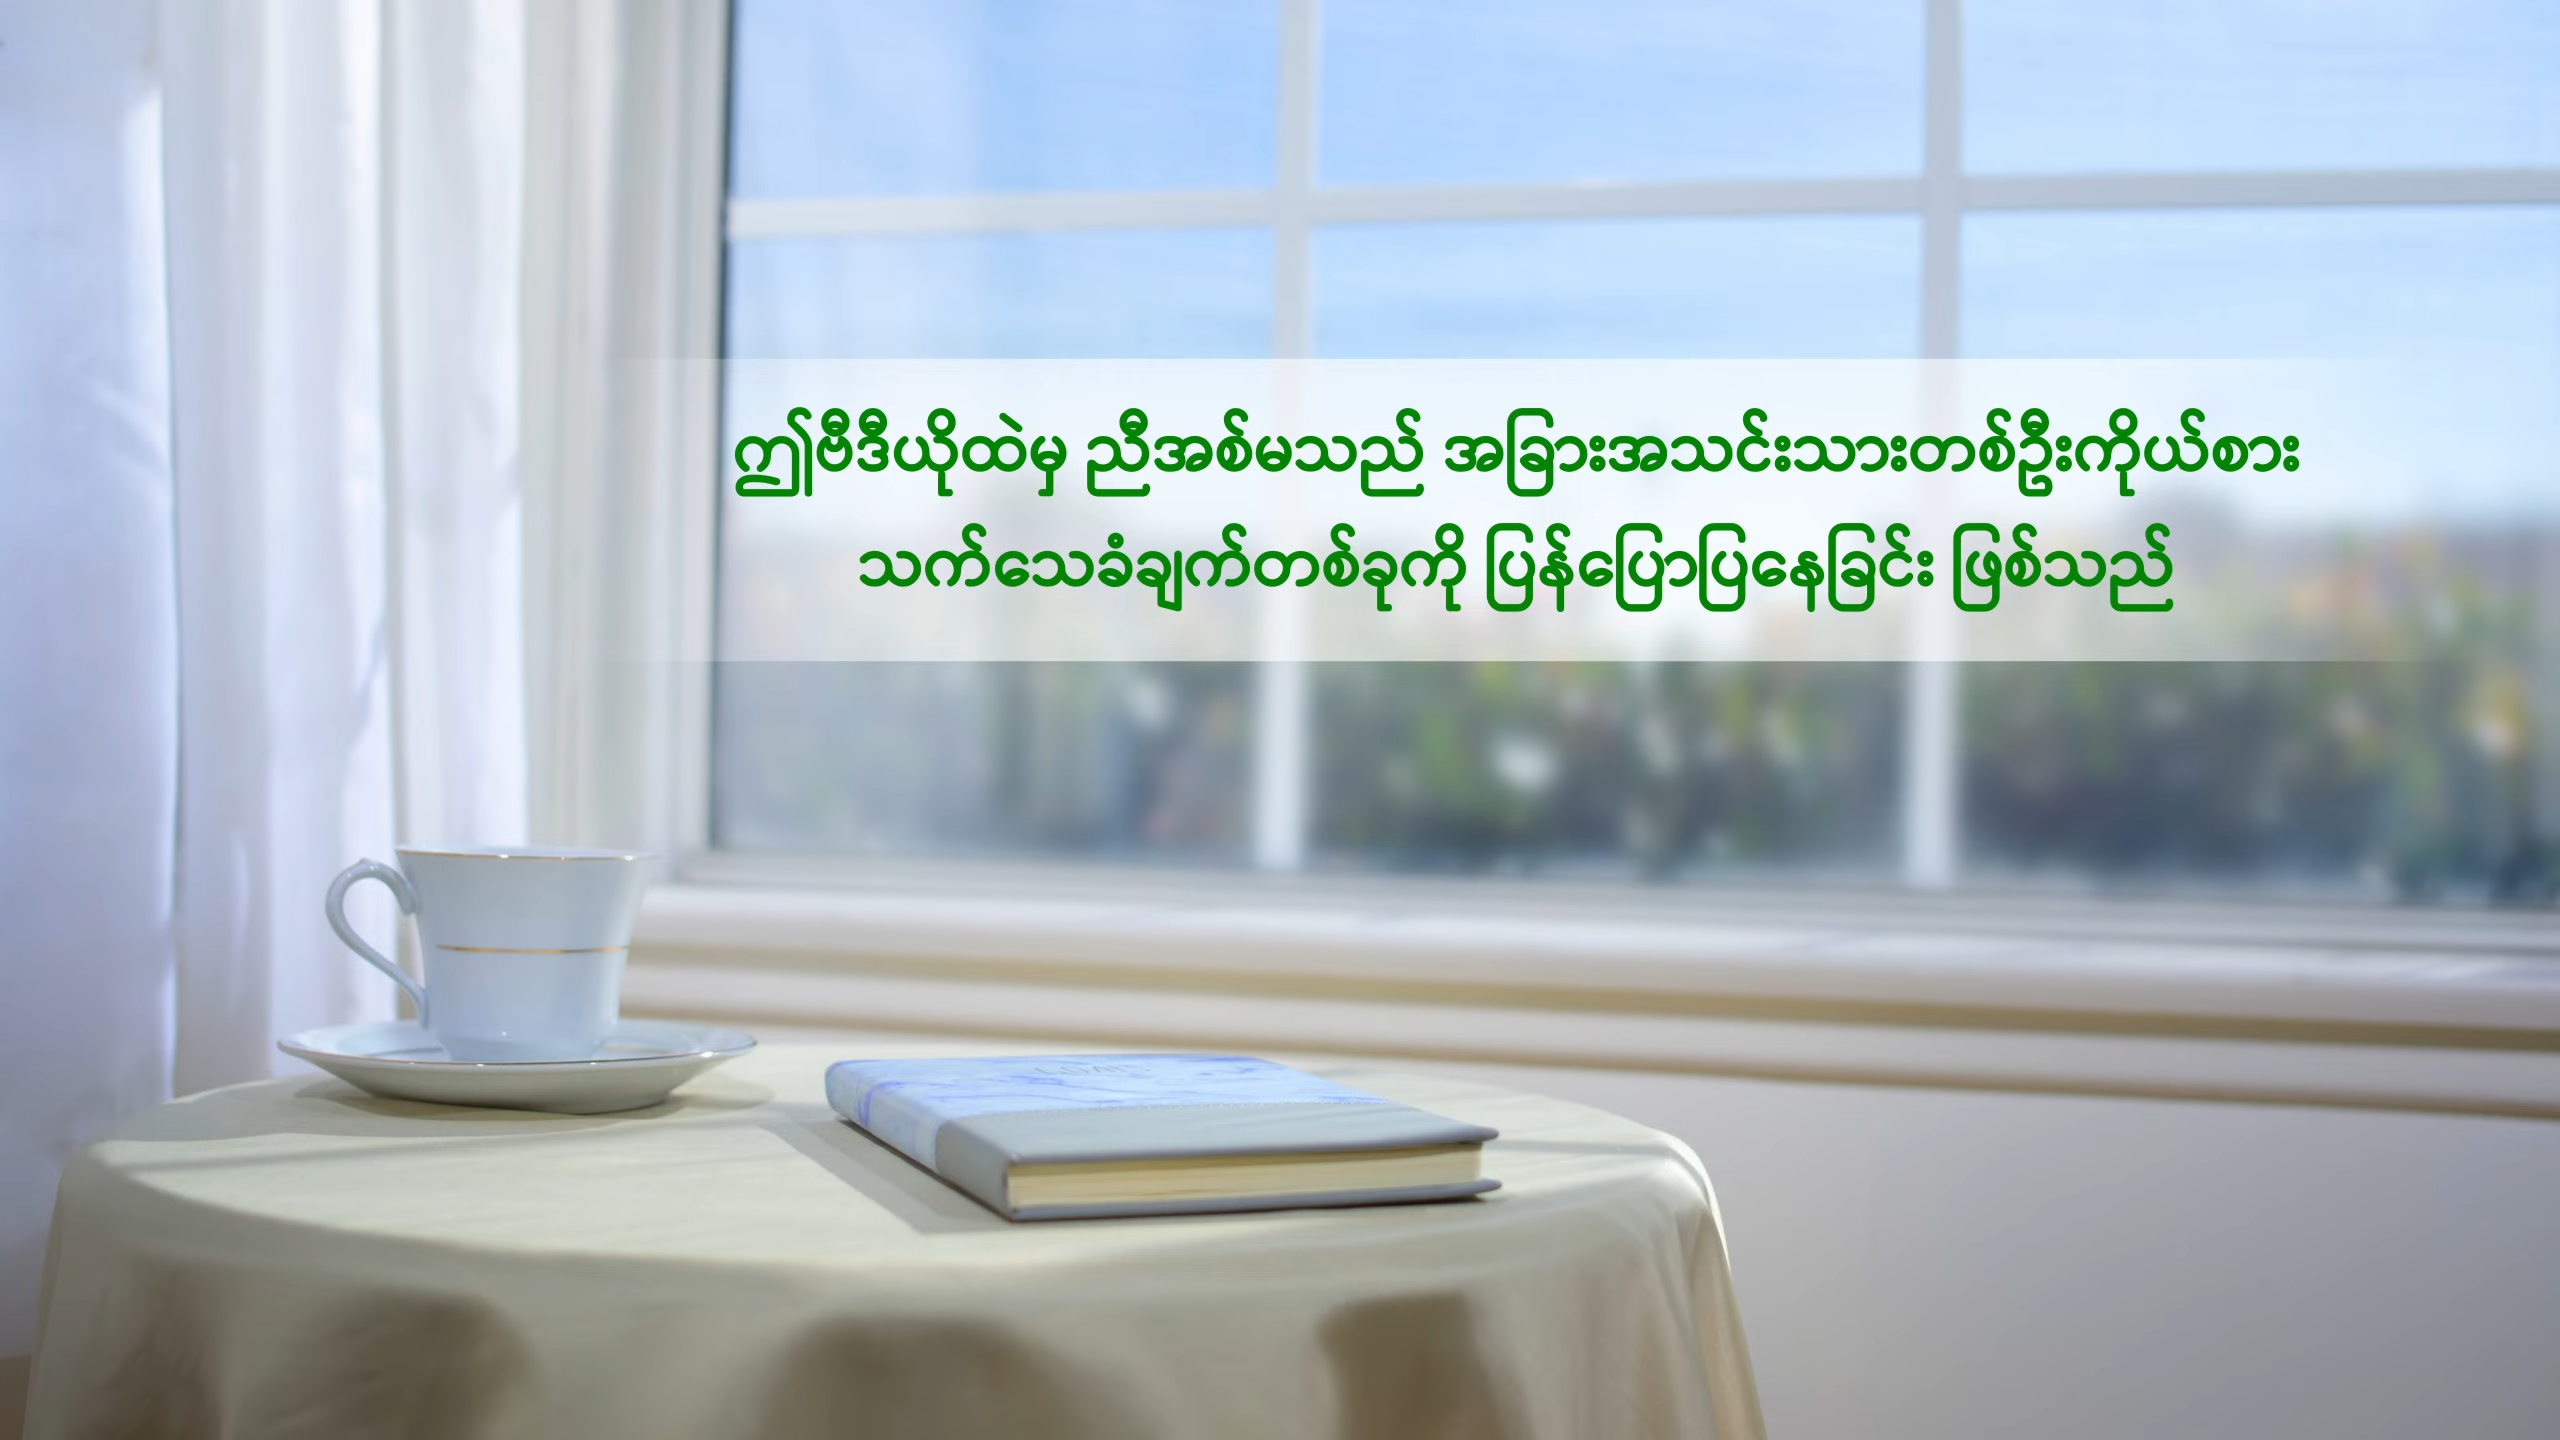 ဤဗီဒီယိုထဲမှ ညီအစ်မသည် အခြားအသင်းသားတစ်ဦးကိုယ်စား
သက်သေခံချက်တစ်ခုကို ပြန်ပြောပြနေခြင်း ဖြစ်သည်